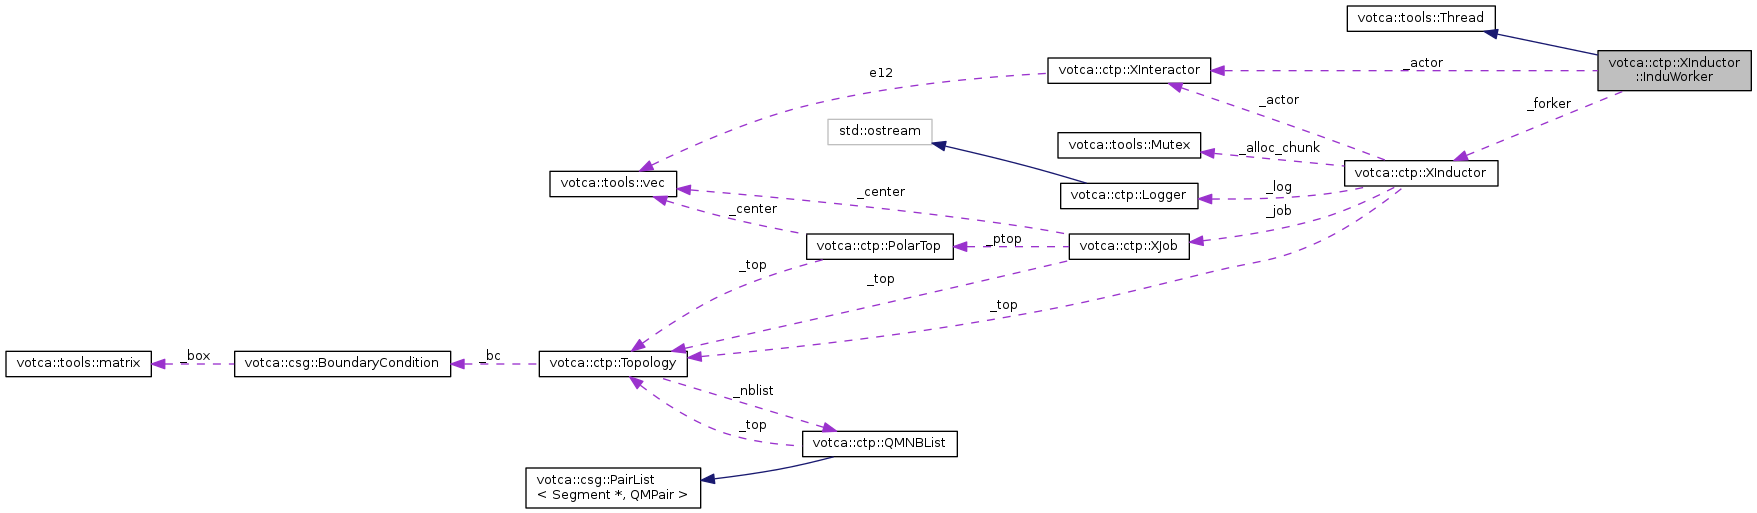 votca::tools::Thread
votca::ctp::XInductor
::InduWorker
_actor
votca::ctp::XInteractor
e12
_actor
_forker
std::ostream
votca::tools::Mutex
_alloc_chunk
votca::ctp::XInductor
votca::tools::vec
_center
votca::ctp::Logger
_log
_center
_job
votca::ctp::PolarTop
_ptop
votca::ctp::XJob
_top
_top
_top
votca::tools::matrix
_box
votca::csg::BoundaryCondition
_bc
votca::ctp::Topology
_nblist
_top
votca::ctp::QMNBList
votca::csg::PairList
< Segment *, QMPair >